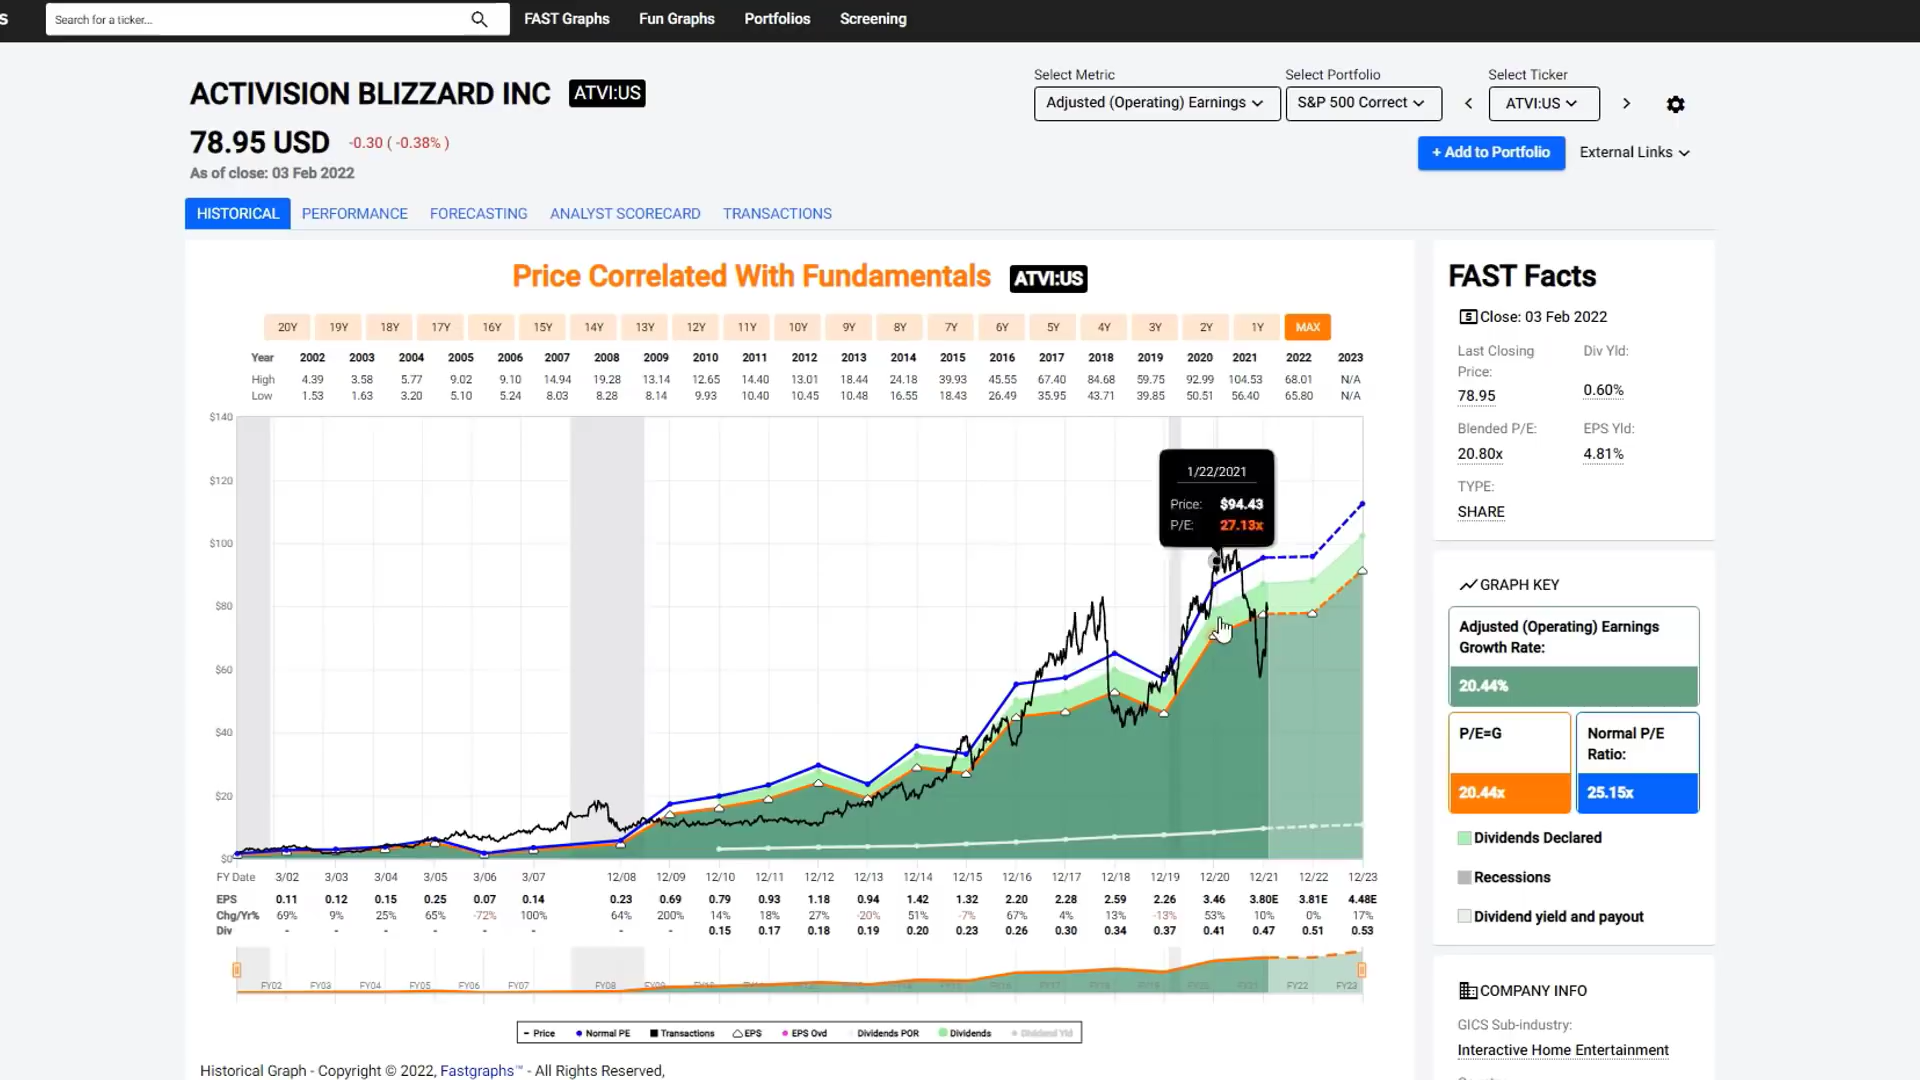 s
Search for a ticker...
FAST Graphs Fun Graphs Portfolios Screening
ACTIVISION BLIZZARD INC ATVI:US
78.95 USD -0.30 ( -0.38% )
As of close: 03 Feb 2022
Select Metric Select Portfolio Select Ticker
Adjusted (Operating) Earnings S&P 500 Correct < ATVI:US >
+ Add to Portfolio External Links
HISTORICAL PERFORMANCE FORECASTING ANALYST SCORECARD TRANSACTIONS
Price Correlated With Fundamentals ATVI:US
20Y 19Y 18Y 17Y 16Y 15Y 14Y 13Y 12Y 11Y 10Y 9Y 8Y 7Y 6Y 5Y 4Y 3Y 2Y 1Y MAX
Year 2002 2003 2004 2005 2006 2007 2008 2009 2010 2011 2012 2013 2014 2015 2016 2017 2018 2019 2020 2021 2022 2023
High 4.39 3.58 5.77 9.02 9.10 14.94 19.28 13.14 12.65 14.40 13.01 18.44 24.18 39.93 45.55 67.40 84.68 59.75 92.99 104.53 68.01 N/A
Low 1.53 1.63 3.20 5.10 5.24 8.03 8.28 8.14 9.93 10.40 10.45 10.48 16.55 18.43 26.49 35.95 43.71 39.85 50.51 56.40 65.80 N/A
$140
$120
$100
$80
$60
$40
$20
$0
1/22/2021
Price: $94.43
P/E: 27.13x
FY Date 3/02 3/03 3/04 3/05 3/06 3/07 12/08 12/09 12/10 12/11 12/12 12/13 12/14 12/15 12/16 12/17 12/18 12/19 12/20 12/21 12/22 12/23
EPS 0.11 0.12 0.15 0.25 0.07 0.14 0.23 0.69 0.79 0.93 1.18 0.94 1.42 1.32 2.20 2.28 2.59 2.26 3.46 3.80E 3.81E 4.48E
Chg/Yr% 69% 9% 25% 65% -72% 100% 64% 200% 14% 18% 27% -20% 51% -7% 67% 4% 13% -13% 53% 10% 0% 17%
Div - - - - - - - - 0.15 0.17 0.18 0.19 0.20 0.23 0.26 0.30 0.34 0.37 0.41 0.47 0.51 0.53
FY02 FY03 FY04 FY05 FY06 FY07 FY08 FY09 FY22 FY23
Price Normal PE Transactions EPS EPS Ovd Dividends POR Dividends Dividend Yld
Historical Graph - Copyright © 2022, Fastgraphs™ - All Rights Reserved,
FAST Facts
Close: 03 Feb 2022
Last Closing Price: Div Yld:
78.95 0.60%
Blended P/E: EPS Yld:
20.80x 4.81%
TYPE:
SHARE
GRAPH KEY
Adjusted (Operating) Earnings
Growth Rate:
20.44%
P/E=G Normal P/E
Ratio:
20.44x 25.15x
Dividends Declared
Recessions
Dividend yield and payout
COMPANY INFO
GICS Sub-industry:
Interactive Home Entertainment